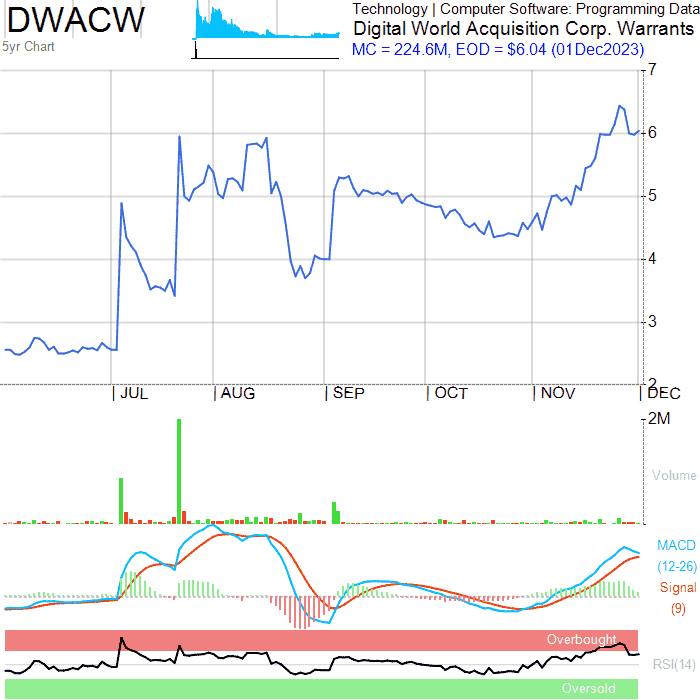 DWACW
5yr Chart
Technology | Computer Software: Programming Data
Digital World Acquisition Corp. Warrants
MC = 224.6M, EOD = $6.04 (01Dec2023)
7
6
5
4
3
2
JUL AUG SEP OCT NOV DEC
2M
Volume
MACD
(12-26)
Signal
(9)
Overbought
RSI(14)
Oversold